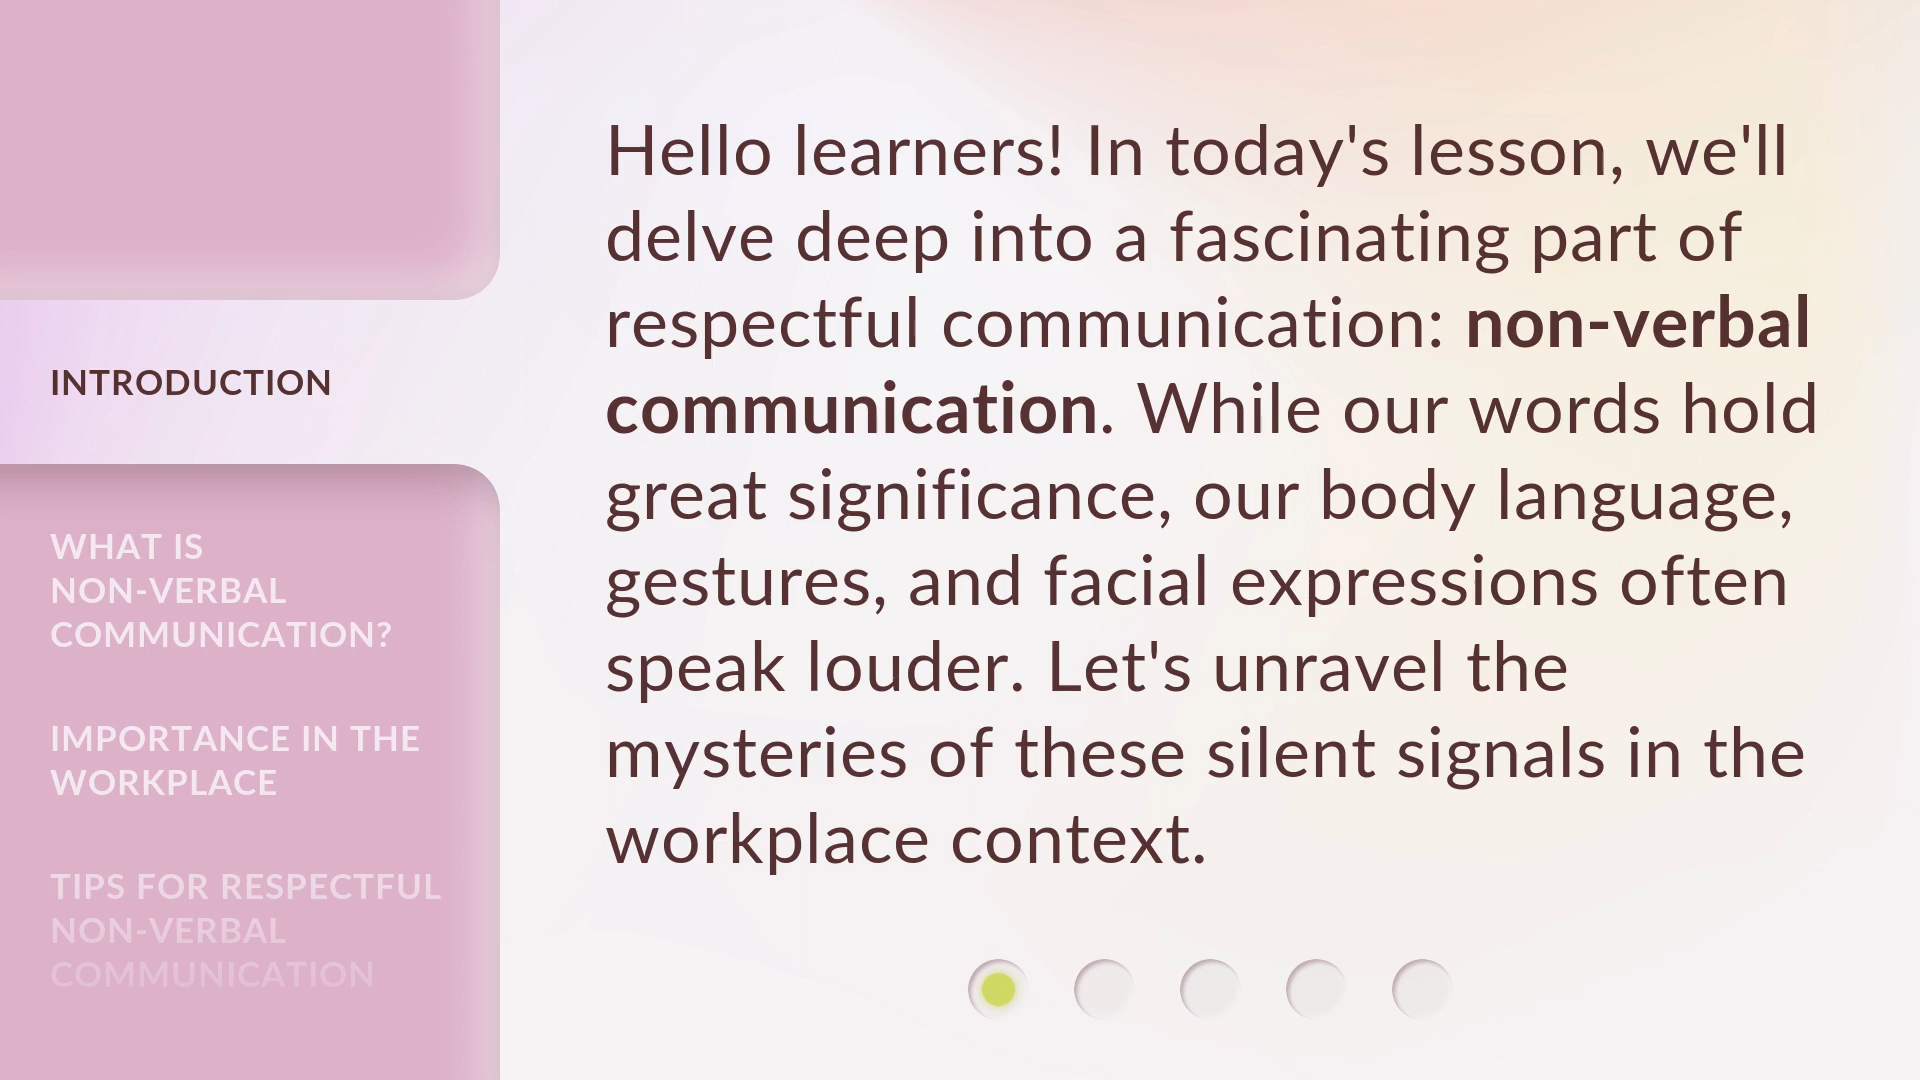 INTRODUCTION
WHAT IS
NON-VERBAL
COMMUNICATION?
IMPORTANCE IN THE
WORKPLACE
TIPS FOR RESPECTFUL
NON-VERBAL
COMMUNICATION
Hello learners! In today's lesson, we'll
delve deep into a fascinating part of
respectful communication: non-verbal
communication. While our words hold
great significance, our body language,
gestures, and facial expressions often
speak louder. Let's unravel the
mysteries of these silent signals in the
workplace context.